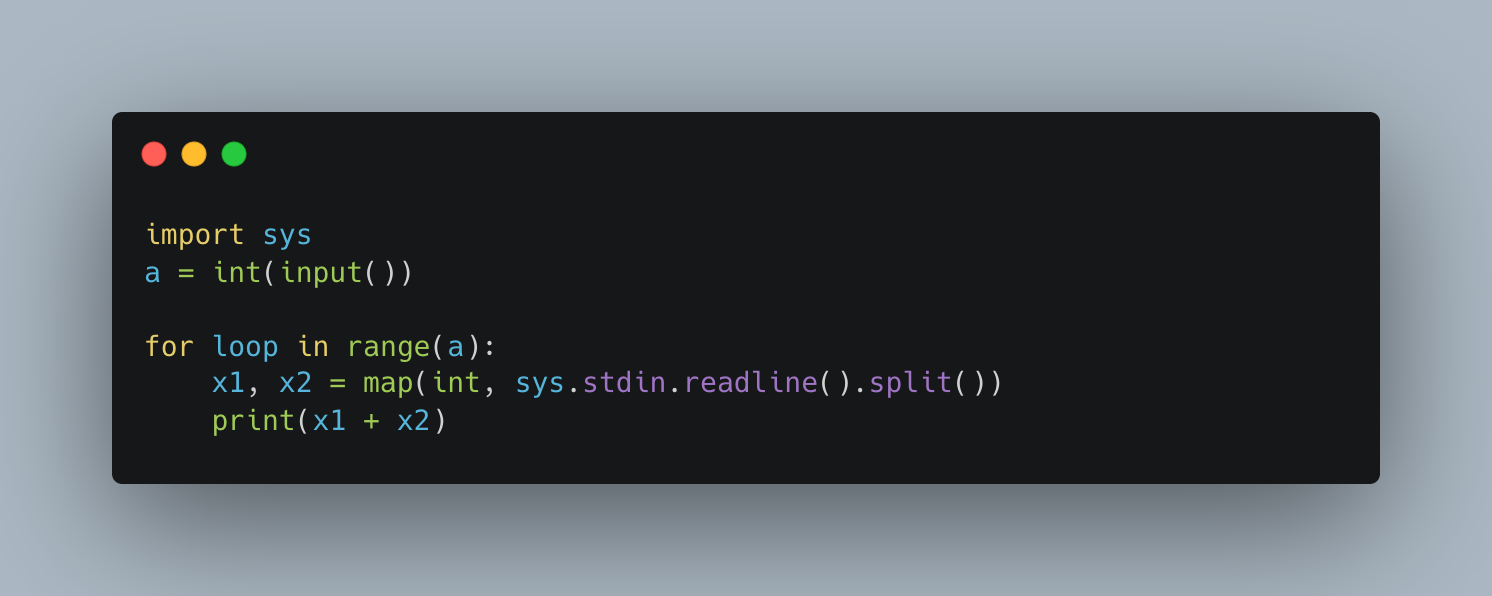 import sys
a = int(input())
for loop in range(a):
    x1, x2 = map(int, sys.stdin.readline().split())
    print(x1 + x2)